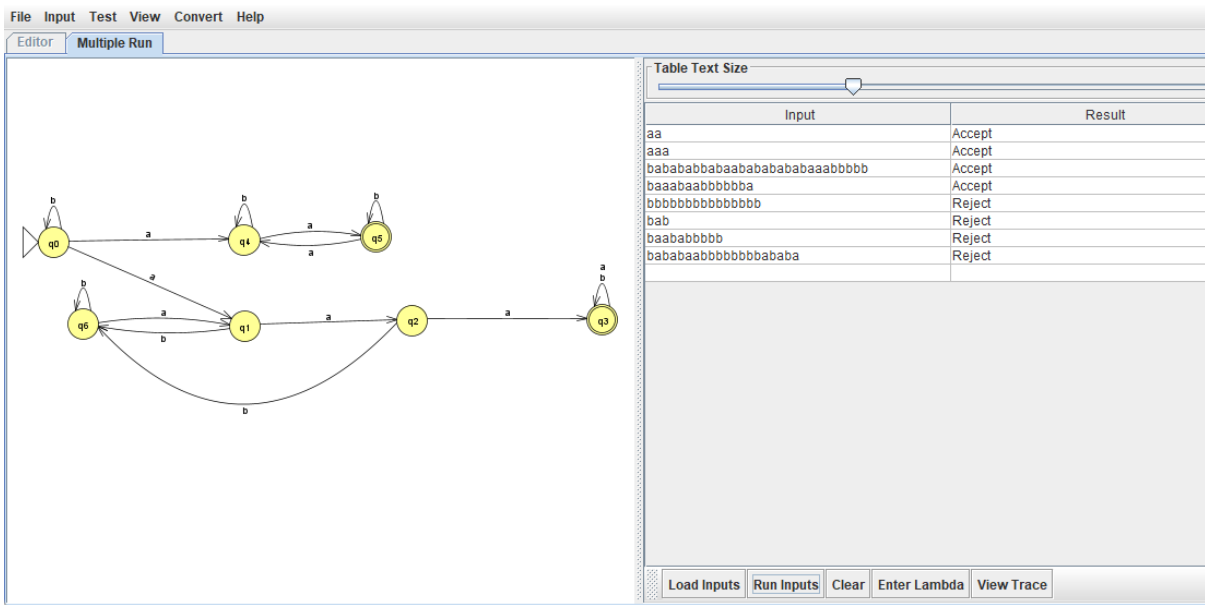 File Input Test View Convert Help
Editor Multiple Run
Table Text Size
Input Result
aa Accept
aaa Accept
babababbabaabababababaaabbbbb Accept
baaabaabbbbbba Accept
bbbbbbbbbbbbbbb Reject
bab Reject
baababbbbb Reject
bababaabbbbbbbbababa Reject
b b b
q0 a q4 a q5
a
a
b a b
q6 a q1 a q2 a q3
b
b
Load Inputs Run Inputs Clear Enter Lambda View Trace